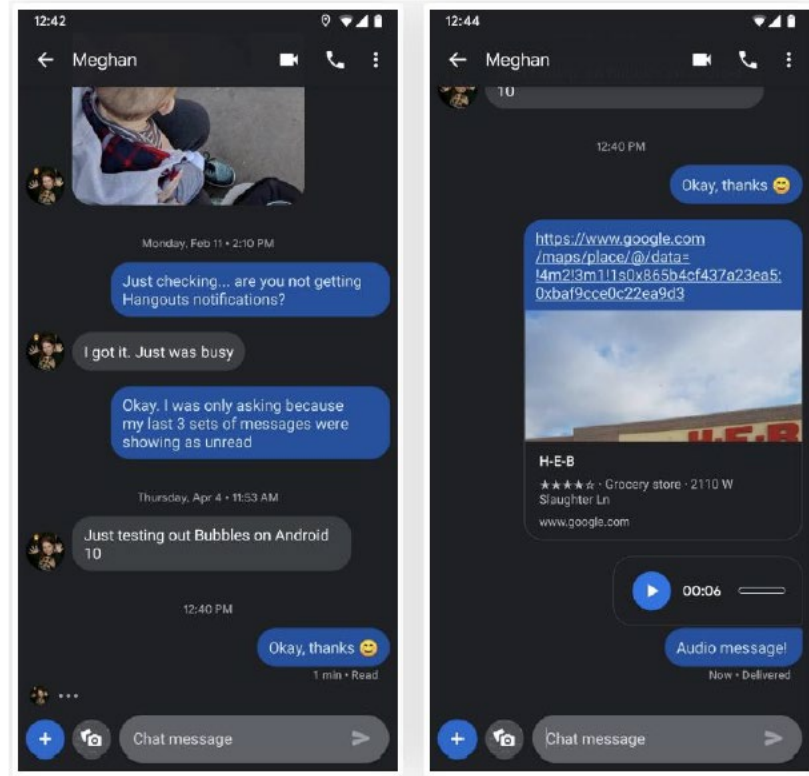 12:42
Meghan
Monday, Feb 11 • 2:10 PM
Just checking... are you not getting
Hangouts notifications?
I got it. Just was busy
Okay. I was only asking because
my last 3 sets of messages were
showing as unread
Thursday, Apr 4 • 11:53 AM
Just testing out Bubbles on Android
10
12:40 PM
Okay, thanks 😊
1 min • Read
Chat message
12:44
Meghan
10
12:40 PM
Okay, thanks 😊
https://www.google.com
/maps/place/@/data=
!4m2!3m1!1s0x865b4cf437a23ea5:
0xbaf9cce0c22ea9d3
H-E-B
H-E-B
★★★★☆ · Grocery store · 2110 W
Slaughter Ln
www.google.com
00:06
Audio message!
Now • Delivered
Chat message